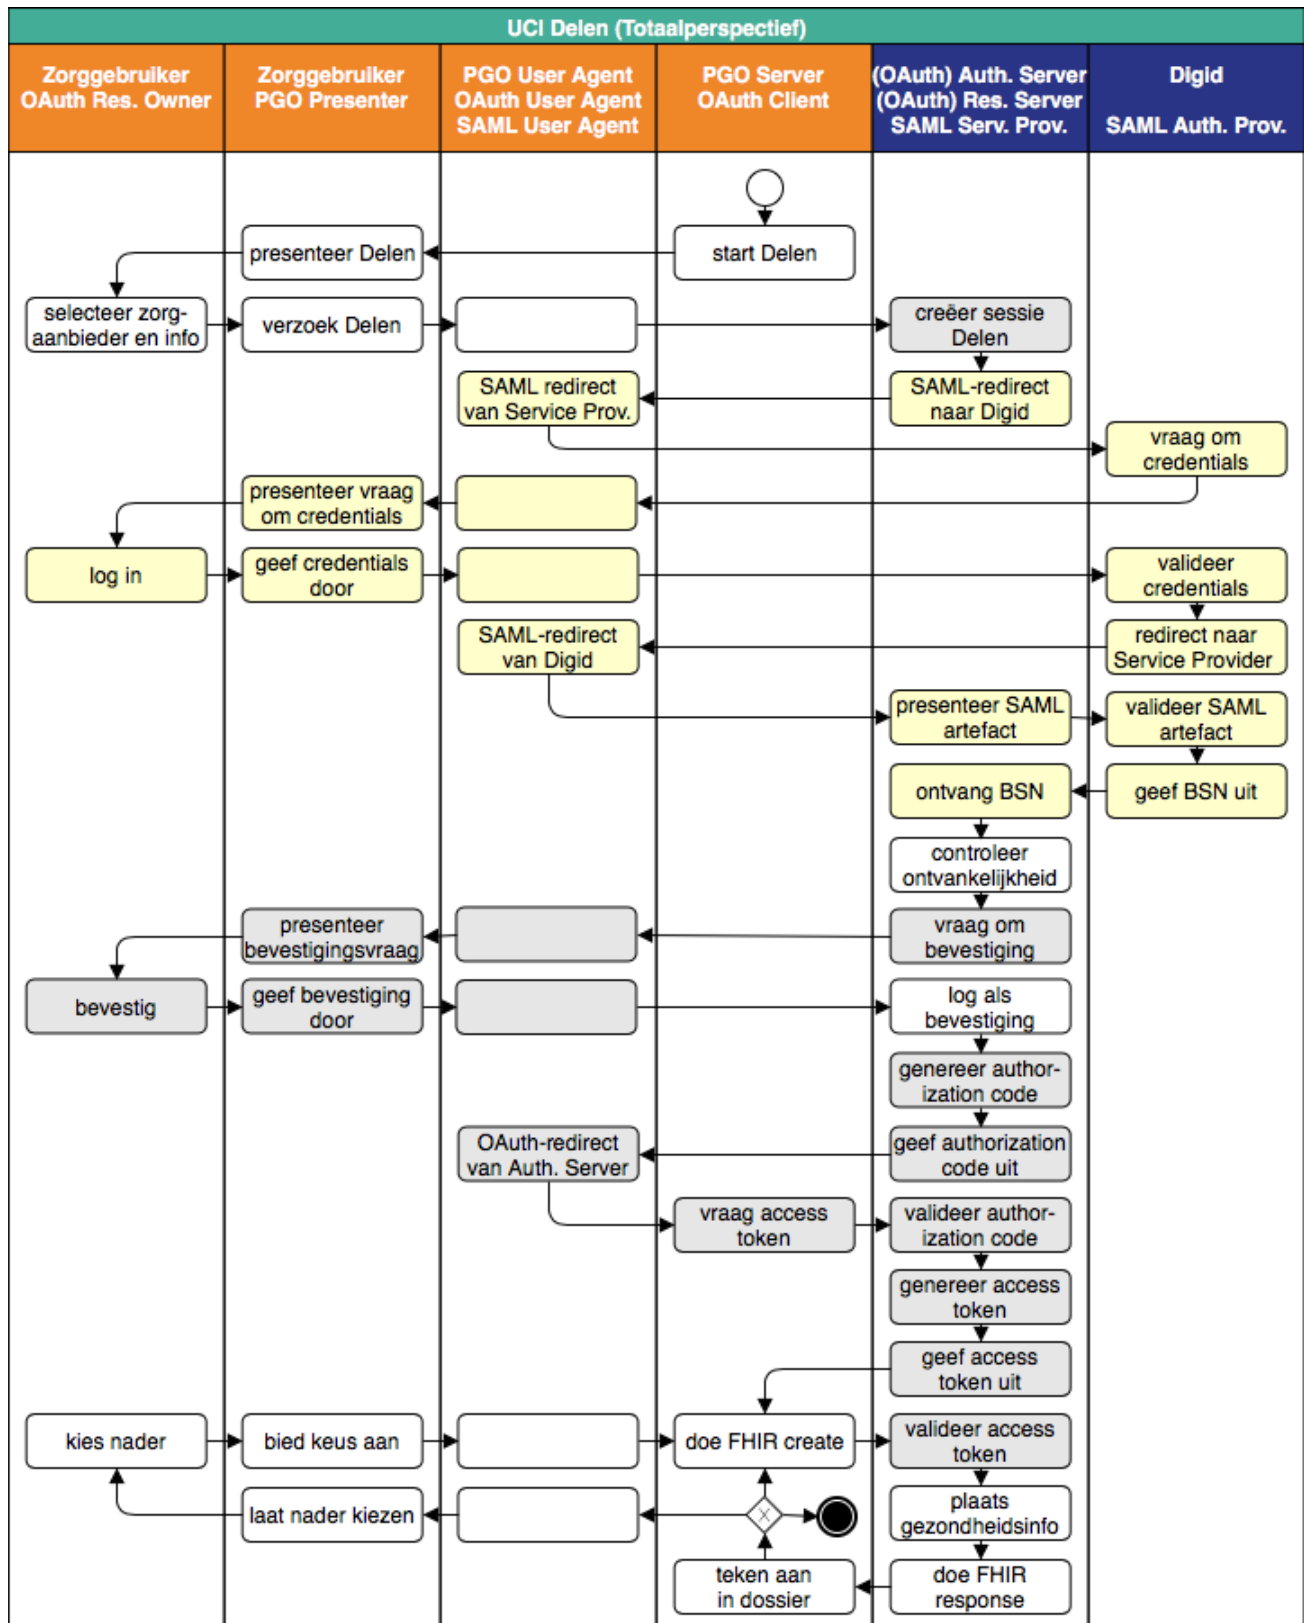 UCI Delen (Totaalperspectief)
Zorggebruiker
OAuth Res. Owner
Zorggebruiker
PGO Presenter
PGO User Agent
OAuth User Agent
SAML User Agent
PGO Server
OAuth Client
(OAuth) Auth. Server
(OAuth) Res. Server
SAML Serv. Prov.
Digid
SAML Auth. Prov.
presenteer Delen
start Delen
selecteer zorg-
aanbieder en info
verzoek Delen
creëer sessie
Delen
SAML redirect
van Service Prov.
SAML-redirect
naar Digid
vraag om
credentials
presenteer vraag
om credentials
log in
geef credentials
door
valideer
credentials
SAML-redirect
van Digid
redirect naar
Service Provider
presenteer SAML
artefact
valideer SAML
artefact
ontvang BSN
geef BSN uit
controleer
ontvankelijkheid
presenteer
bevestigingsvraag
vraag om
bevestiging
bevestig
geef bevestiging
door
log als
bevestiging
genereer author-
ization code
OAuth-redirect
van Auth. Server
geef authorization
code uit
vraag access
token
valideer author-
ization code
genereer access
token
geef access
token uit
kies nader
bied keus aan
doe FHIR create
valideer access
token
laat nader kiezen
X
plaats
gezondheidsinfo
teken aan
in dossier
doe FHIR
response